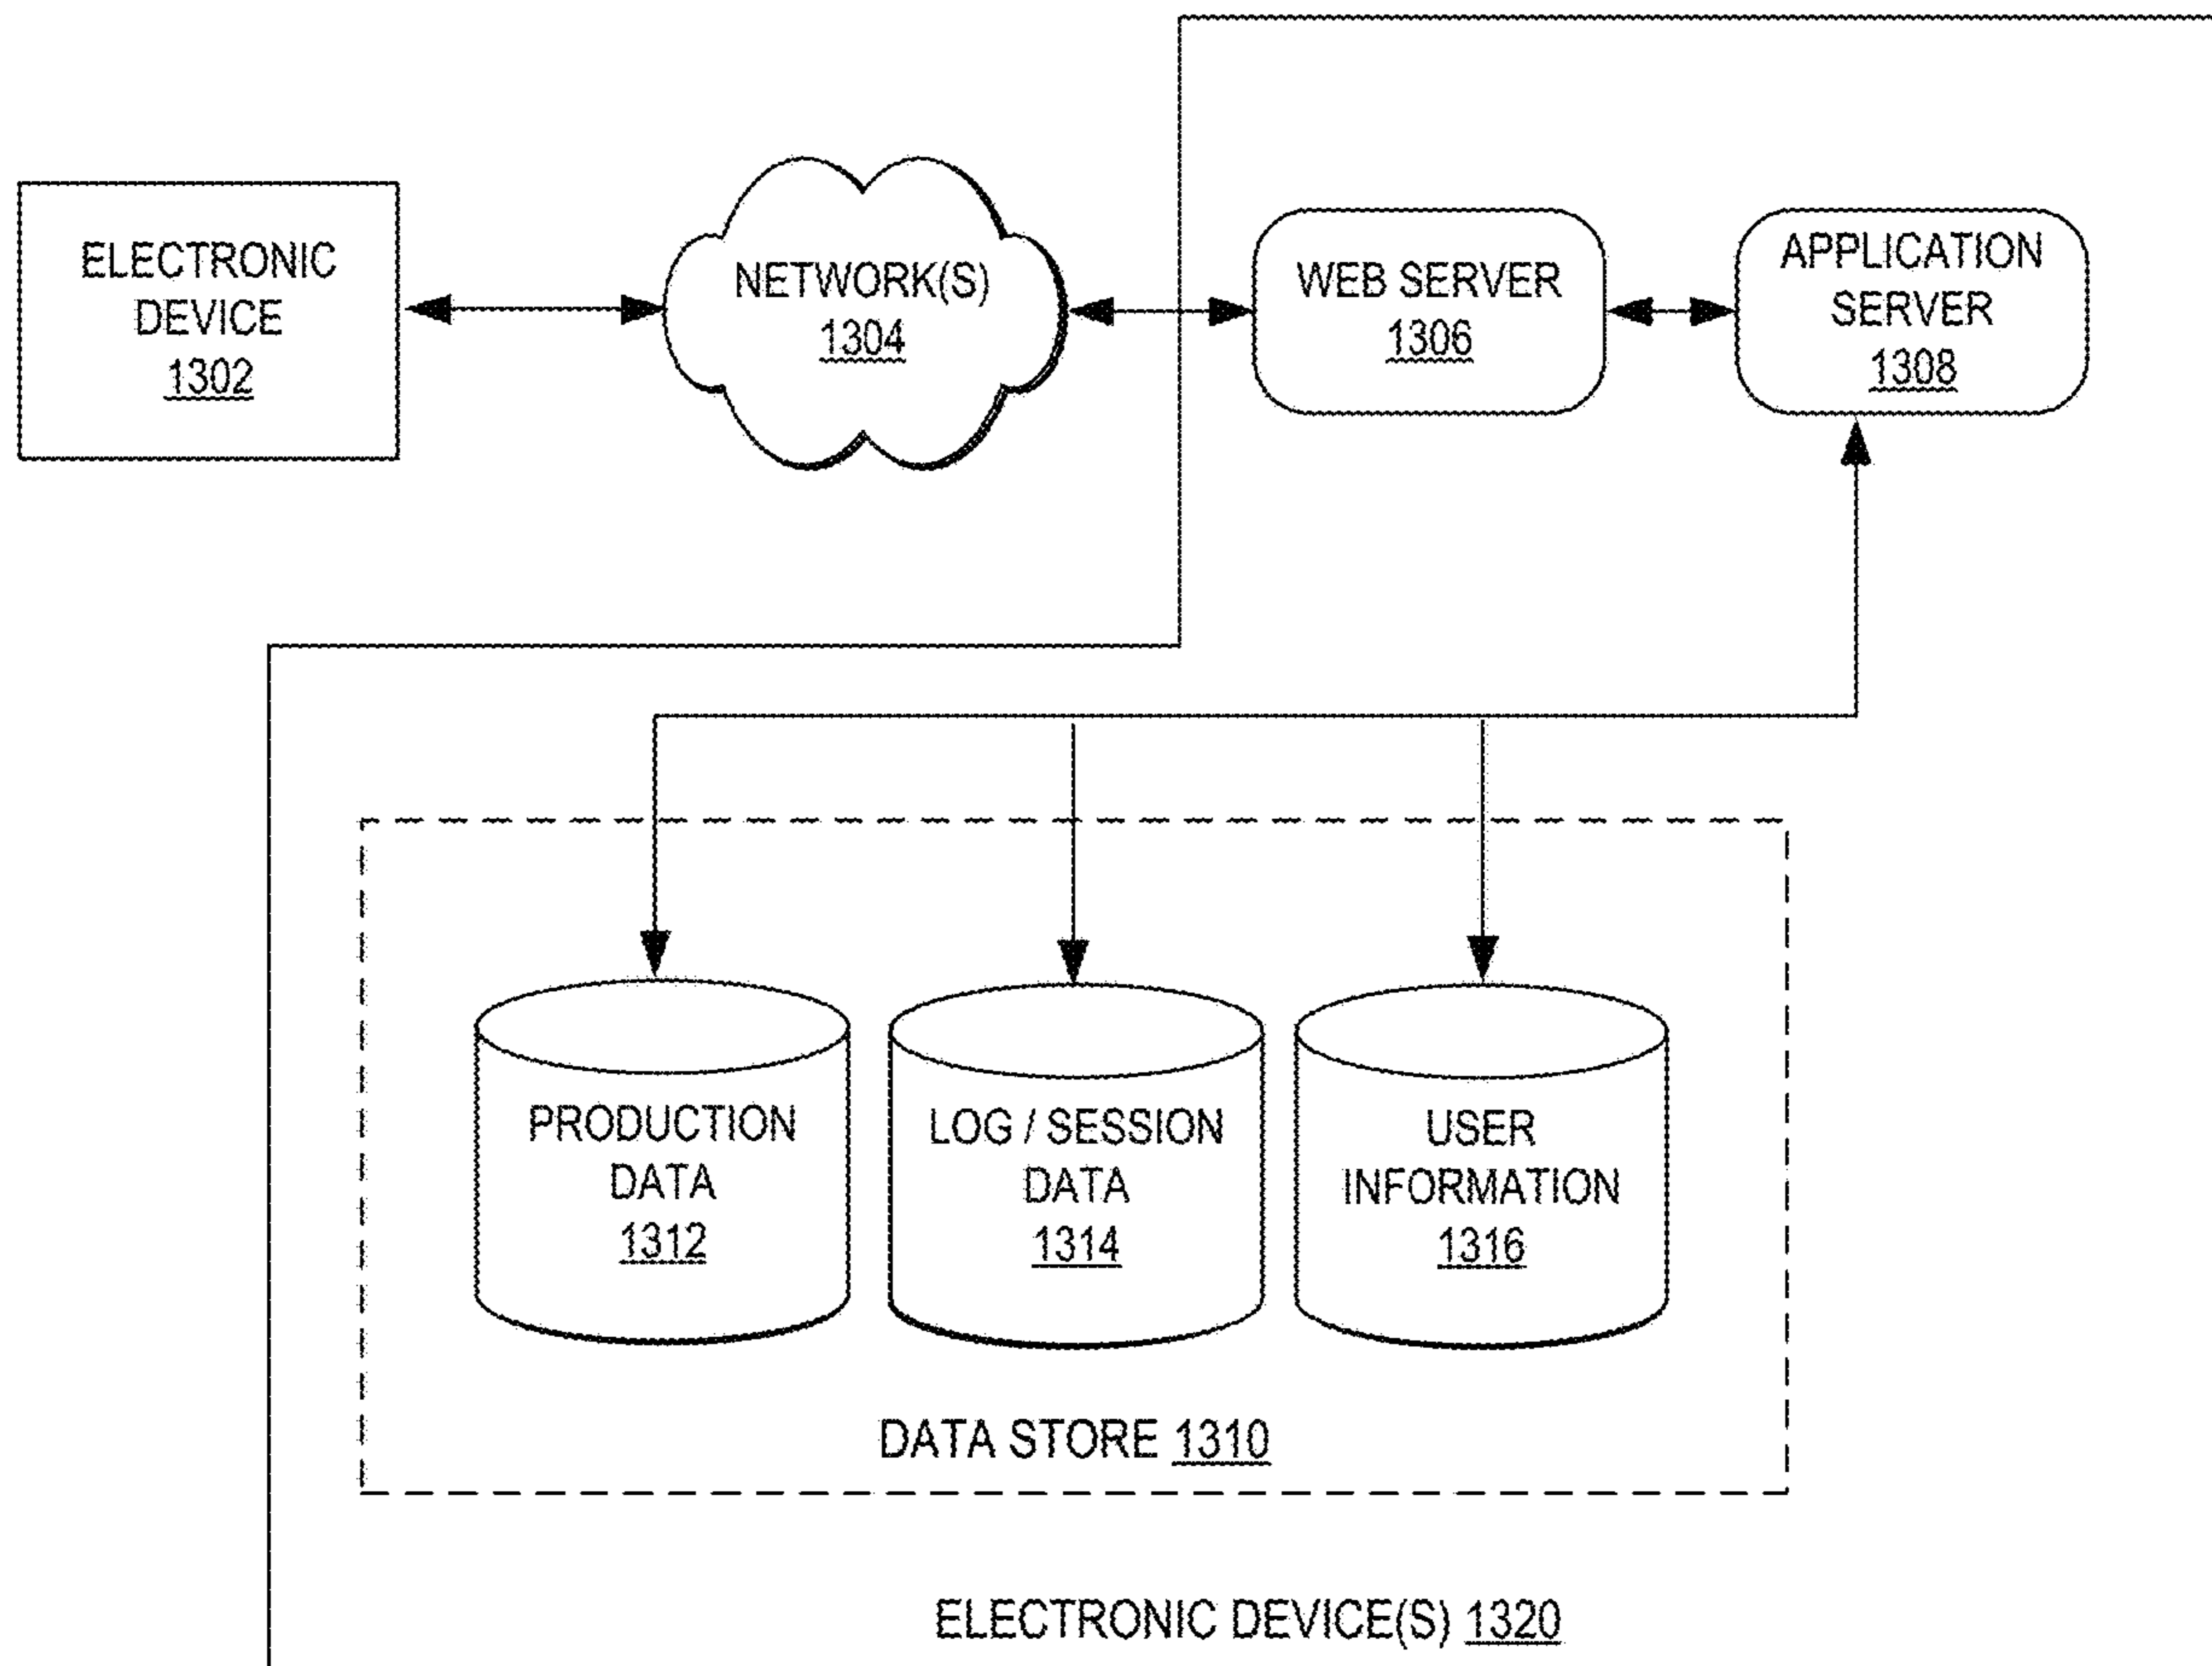 ELECTRONIC
DEVICE
1302
NETWORK(S)
1304
WEB SERVER
1306
APPLICATION
SERVER
1308
PRODUCTION
DATA
1312
LOG / SESSION
DATA
1314
USER
INFORMATION
1316
DATA STORE 1310
ELECTRONIC DEVICE(S) 1320